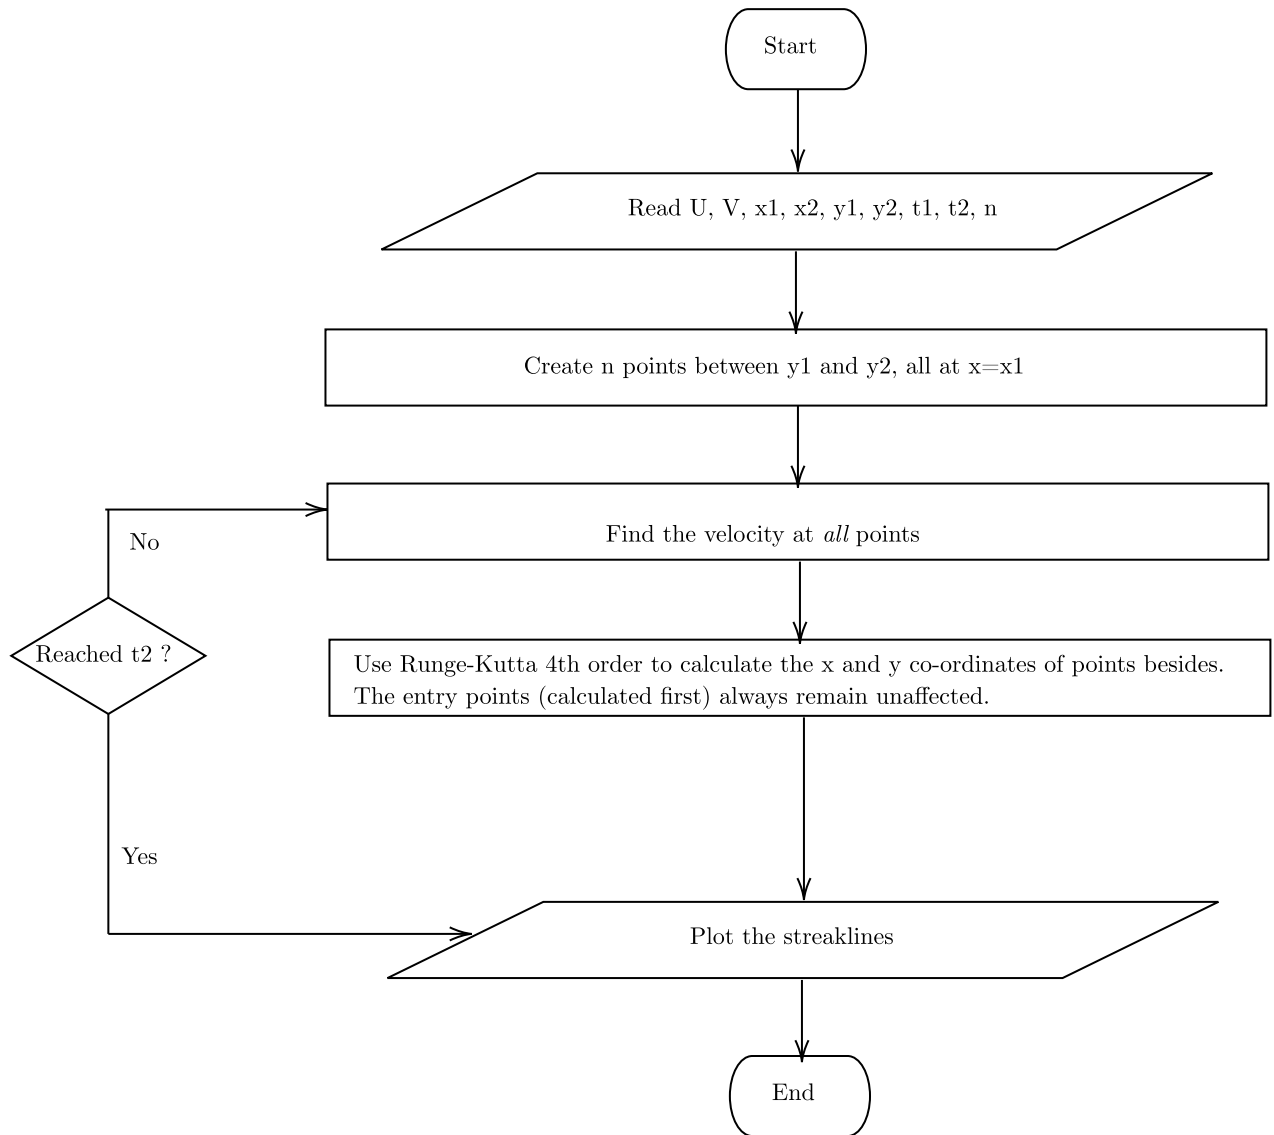 Start
Read U, V, x1, x2, y1, y2, t1, t2, n
Create n points between y1 and y2, all at x=x1
No
Find the velocity at all points
Reached t2 ?
Use Runge-Kutta 4th order to calculate the x and y co-ordinates of points besides.
The entry points (calculated first) always remain unaffected.
Yes
Plot the streaklines
End